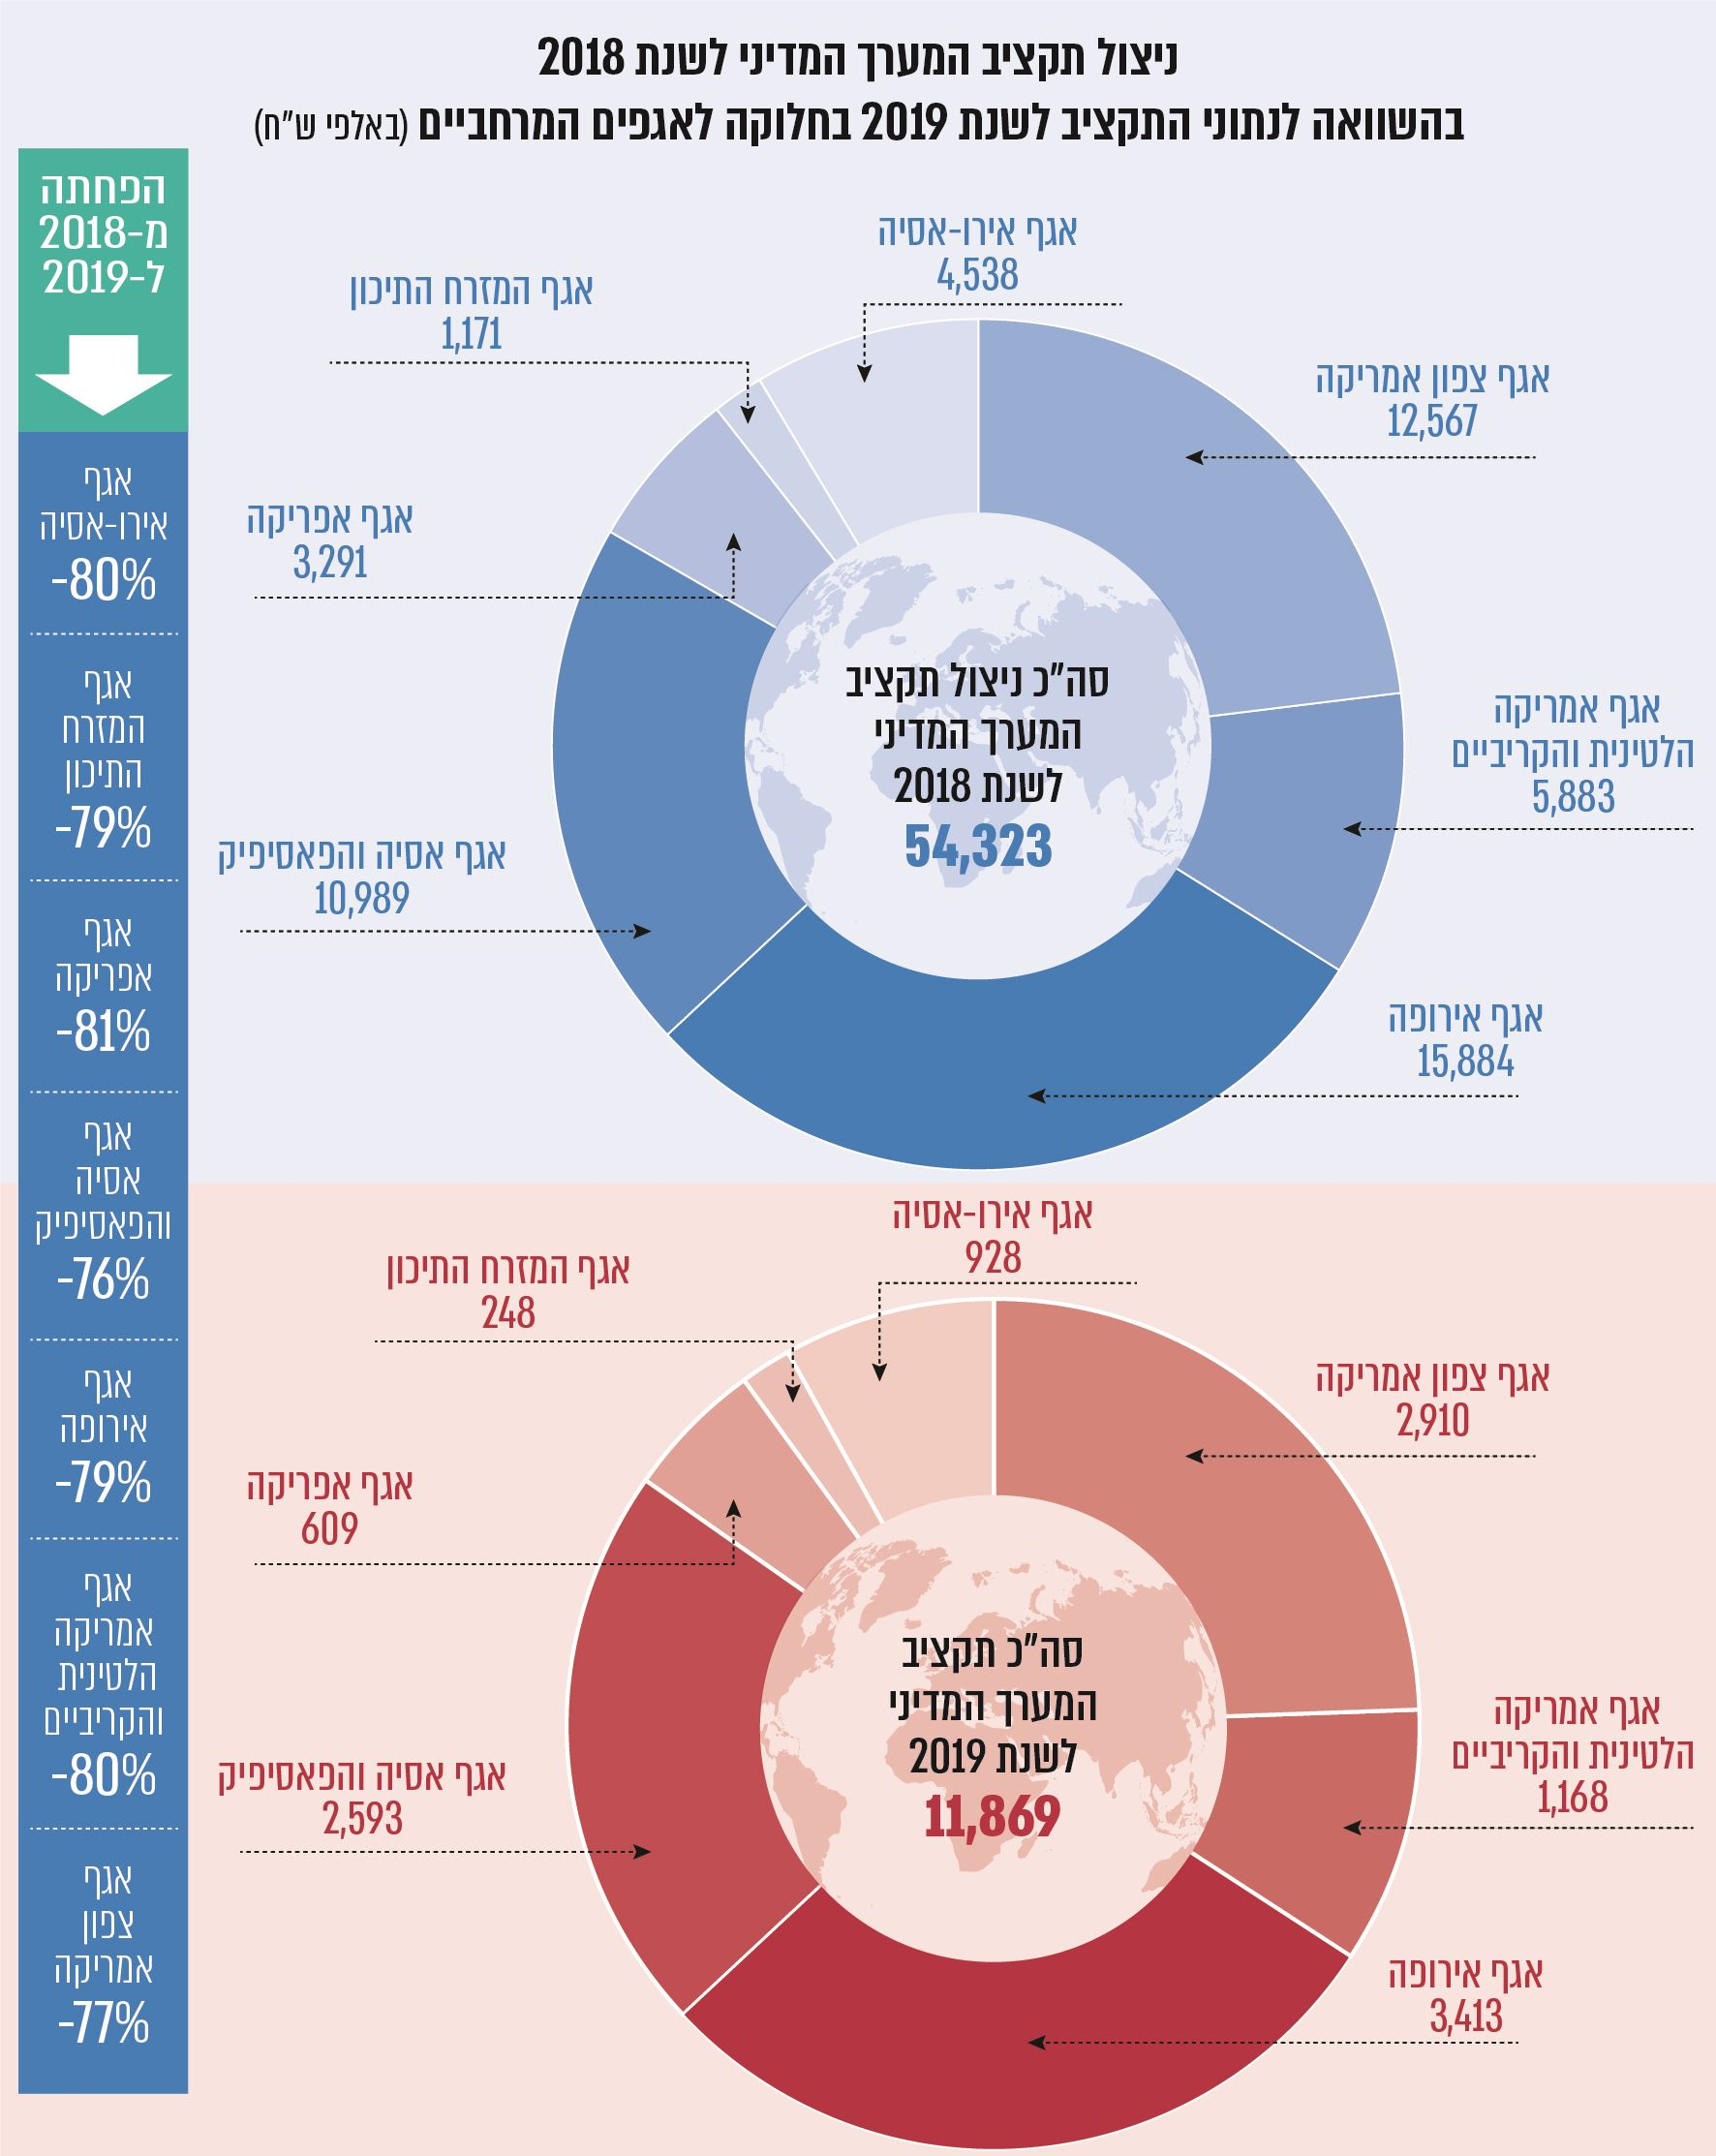 ניצול תקציב המערך המדיני לשנת 2018
בהשוואה לנתוני התקציב לשנת 2019 בחלוקה לאגפים המרחביים (באלפי ש"ח)
אגף אירו-אסיה
4,538
אגף צפון אמריקה
12,567
אגף אמריקה
הלטינית והקריביים
5,883
אגף אירופה
15,884
אגף אסיה והפאסיפיק
10,989
אגף אפריקה
3,291
אגף המזרח התיכון
1,171
סה"כ ניצול תקציב
המערך המדיני
לשנת 2018
54,323
אגף אירו-אסיה
928
אגף צפון אמריקה
2,910
אגף אמריקה
הלטינית והקריביים
1,168
אגף אירופה
3,413
אגף אסיה והפאסיפיק
2,593
אגף אפריקה
609
אגף המזרח התיכון
248
סה"כ תקציב
המערך המדיני
לשנת 2019
11,869
הפחתה
מ-2018
ל-2019
אגף
אירו-אסיה
-80%
אגף
המזרח
התיכון
-79%
אגף
אפריקה
-81%
אגף
אסיה
והפאסיפיק
-76%
אגף
אירופה
-79%
אגף
אמריקה
הלטינית
והקריביים
-80%
אגף
צפון
אמריקה
-77%